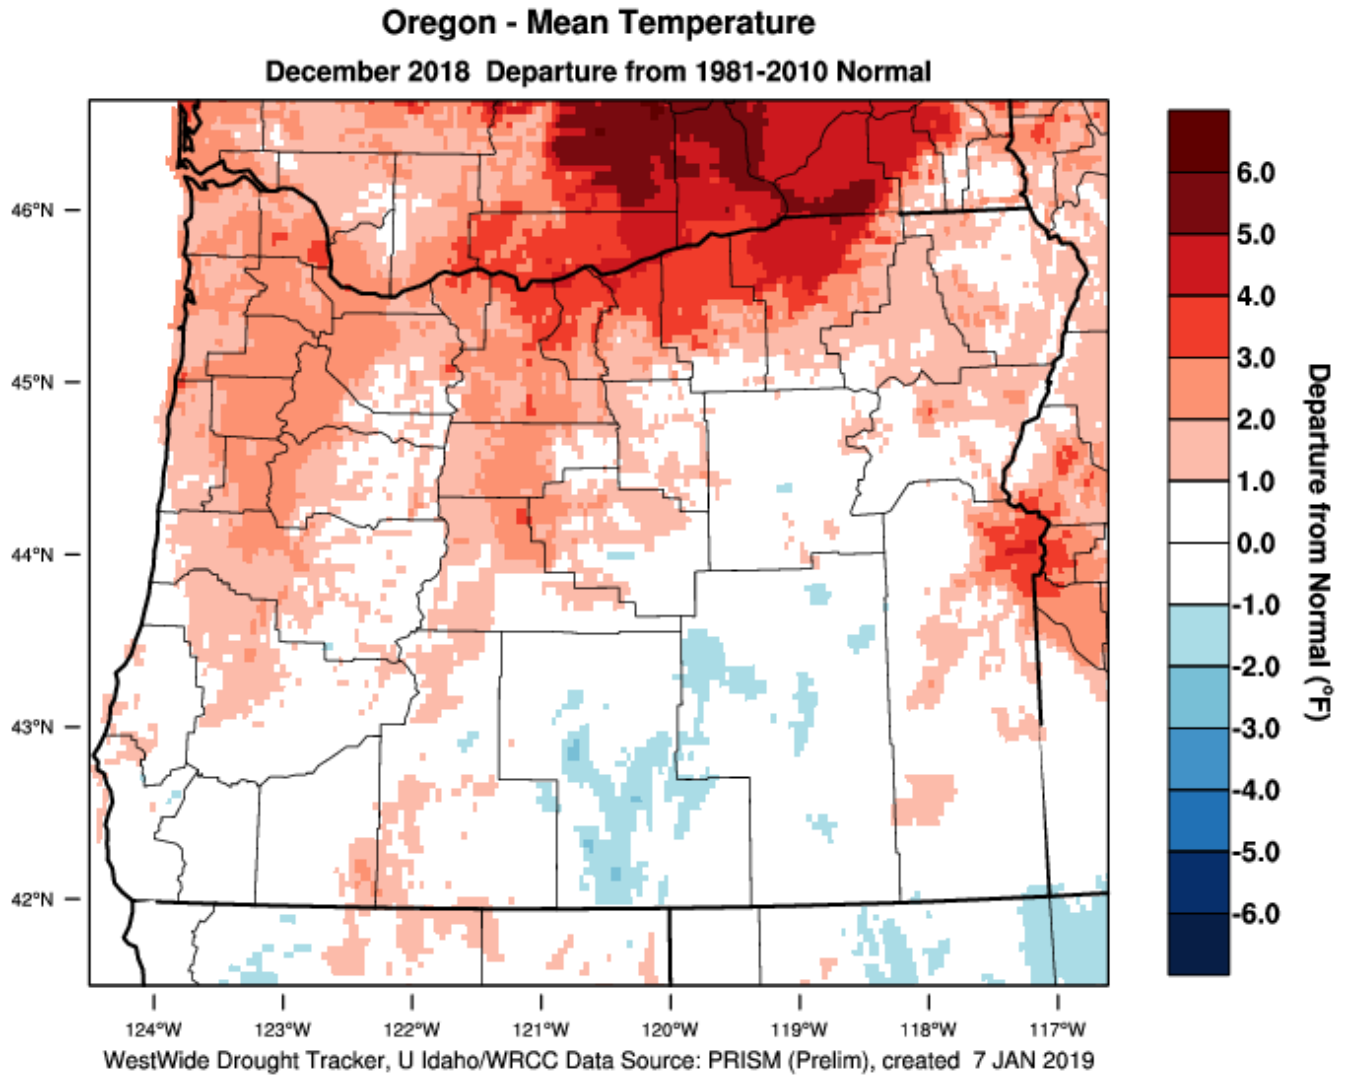 Oregon - Mean Temperature
December 2018 Departure from 1981-2010 Normal
46°N
45°N
44°N
43°N
42°N
124°W 123°W 122°W 121°W 120°W 119°W 118°W 117°W
6.0
5.0
4.0
3.0
2.0
1.0
0.0
-1.0
-2.0
-3.0
-4.0
-5.0
-6.0
Departure from Normal (°F)
WestWide Drought Tracker, U Idaho/WRCC Data Source: PRISM (Prelim), created 7 JAN 2019